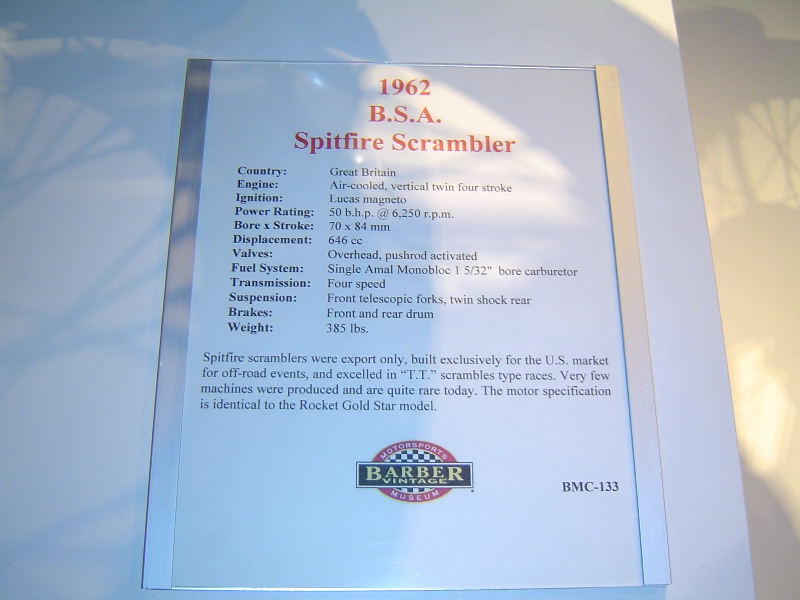 1962
B.S.A.
Spitfire Scrambler
Country: Great Britain
Engine: Air-cooled, vertical twin four stroke
Ignition: Lucas magneto
Power Rating: 50 b.h.p. @ 6,250 r.p.m.
Bore x Stroke: 70 x 84 mm
Displacement: 646 cc
Valves: Overhead, pushrod activated
Fuel System: Single Amal Monobloc 1 5/32" bore carburetor
Transmission: Four speed
Suspension: Front telescopic forks, twin shock rear
Brakes: Front and rear drum
Weight: 385 lbs.
Spitfire scramblers were export only, built exclusively for the U.S. market
for off-road events, and excelled in “T.T.” scrambles type races. Very few
machines were produced and are quite rare today. The motor specification
is identical to the Rocket Gold Star model.
MOTORSPORTS
BARBER
VINTAGE
MUSEUM
BMC-133